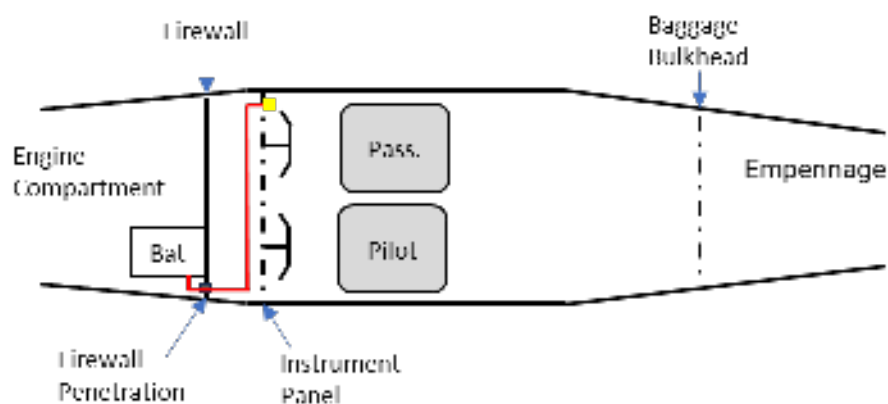 Firewall
Baggage
Bulkhead
Engine
Compartment
Pass.
Empennage
Bat
Pilot
Firewall
Penetration
Instrument
Panel